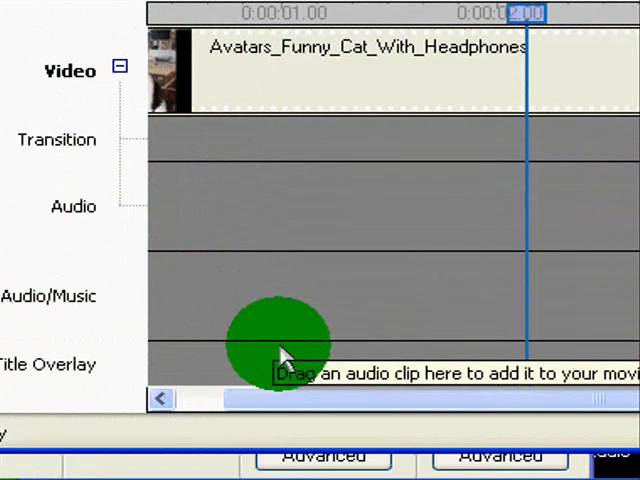 0:00:01.00 0:00:02.00
Avatars_Funny_Cat_With_Headphones
Video
Transition
Audio
Audio/Music
Title Overlay
Drag an audio clip here to add it to your movi
y
Advanced Advanced